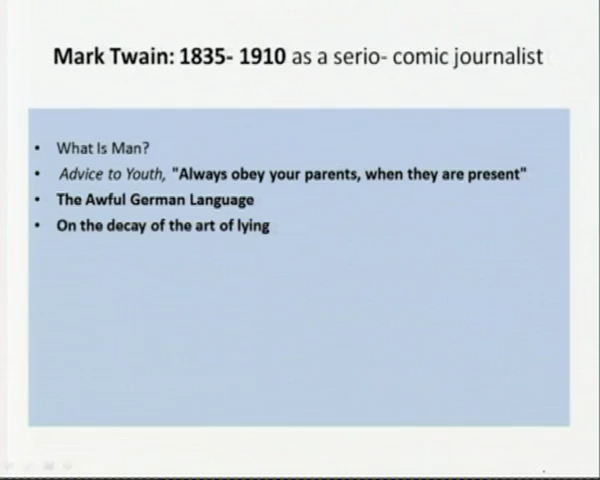 Mark Twain: 1835- 1910 as a serio- comic journalist
• What Is Man?
• Advice to Youth, "Always obey your parents, when they are present"
• The Awful German Language
• On the decay of the art of lying